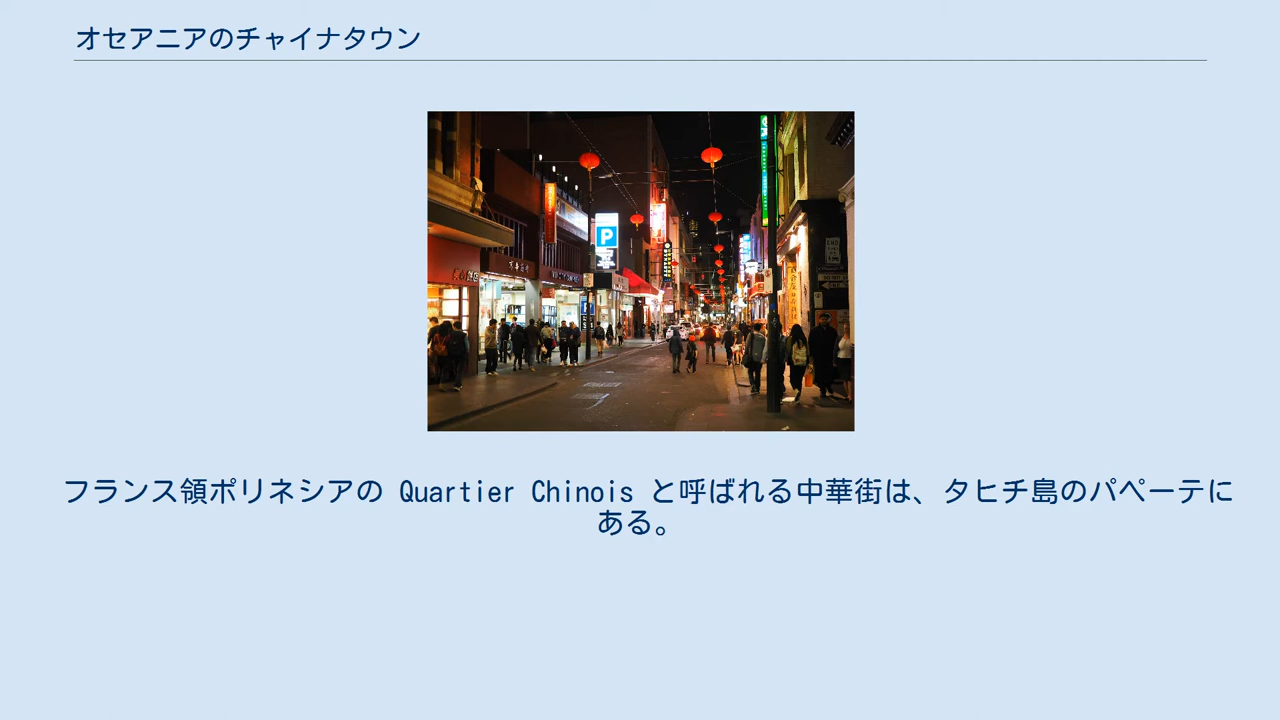 オセアニアのチャイナタウン
P
フランス領ポリネシアの Quartier Chinois と呼ばれる中華街は、タヒチ島のパペーテに
ある。